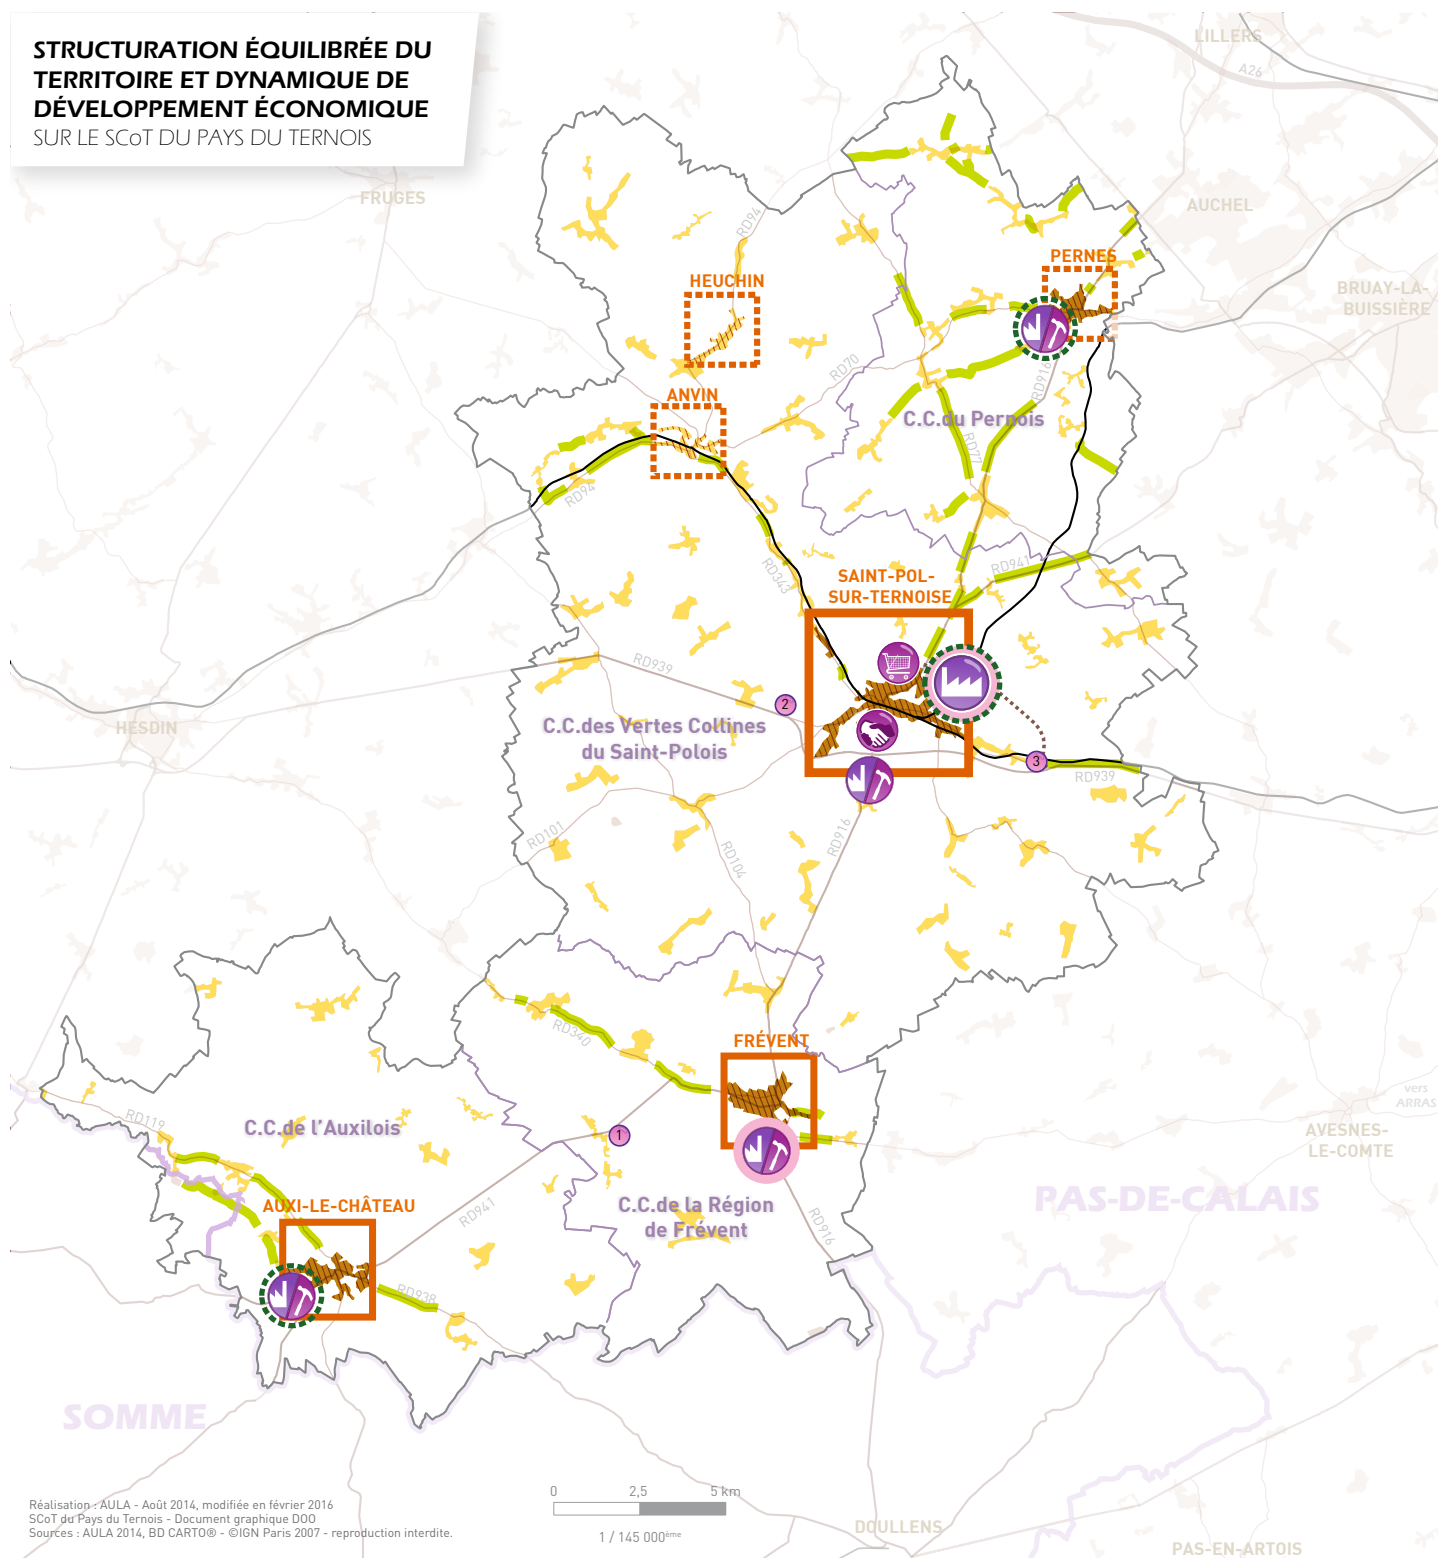 STRUCTURATION ÉQUILIBRÉE DU
TERRITOIRE ET DYNAMIQUE DE
DÉVELOPPEMENT ÉCONOMIQUE
SUR LE SCoT DU PAYS DU TERNOIS
LILLERS
A26
FRUGES
AUCHEL
RD94
PERNES
HEUCHIN
BRUAY-LA-
BUISSIÈRE
RD70
RD916
ANVIN
C.C.du Pernois
RD77
RD94
RD941
RD343
SAINT-POL-
SUR-TERNOISE
RD939
2
HESDIN
C.C.des Vertes Collines
du Saint-Polois
3
RD939
RD101
RD104
RD916
RD340
FRÉVENT
vers
ARRAS
RD119
C.C.de l'Auxilois
1
AVESNES-
LE-COMTE
AUXI-LE-CHÂTEAU
RD941
C.C.de la Région
de Frévent
RD916
PAS-DE-CALAIS
RD938
SOMME
0 2,5 5 km
1 / 145 000ème
Réalisation : AULA - Août 2014, modifiée en février 2016
SCoT du Pays du Ternois - Document graphique DOO
Sources : AULA 2014, BD CARTO® - ©IGN Paris 2007 - reproduction interdite.
DOULLENS
PAS-EN-ARTOIS